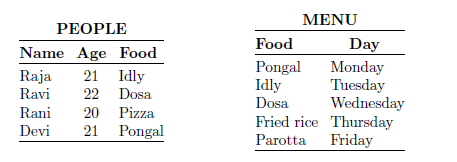 PEOPLE
Name Age Food
Raja 21 Idly
Ravi 22 Dosa
Rani 20 Pizza
Devi 21 Pongal
MENU
Food Day
Pongal Monday
Idly Tuesday
Dosa Wednesday
Fried rice Thursday
Parotta Friday